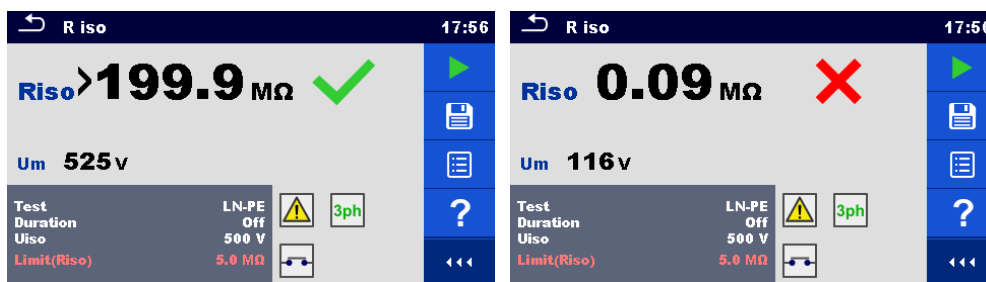 R iso 17:56
Riso >199.9 MΩ
Um 525 V
Test LN-PE
Duration Off
Uiso 500 V
Limit(Riso) 5.0 MΩ
3ph
?
R iso 17:56
Riso 0.09 MΩ
Um 116 V
Test LN-PE
Duration Off
Uiso 500 V
Limit(Riso) 5.0 MΩ
3ph
?